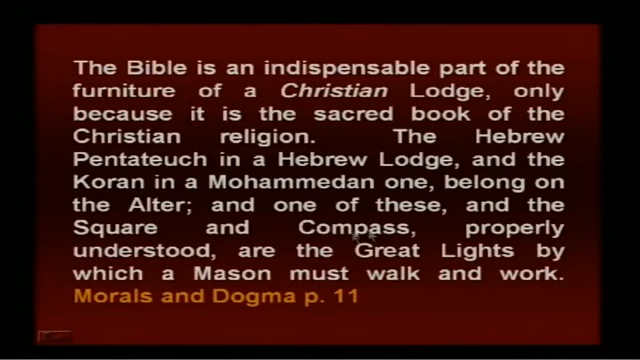 The Bible is an indispensable part of the
furniture of a Christian Lodge, only
because it is the sacred book of the
Christian religion. The Hebrew
Pentateuch in a Hebrew Lodge, and the
Koran in a Mohammedan one, belong on
the Alter; and one of these, and the
Square and Compass, properly
understood, are the Great Lights by
which a Mason must walk and work.
Morals and Dogma p. 11